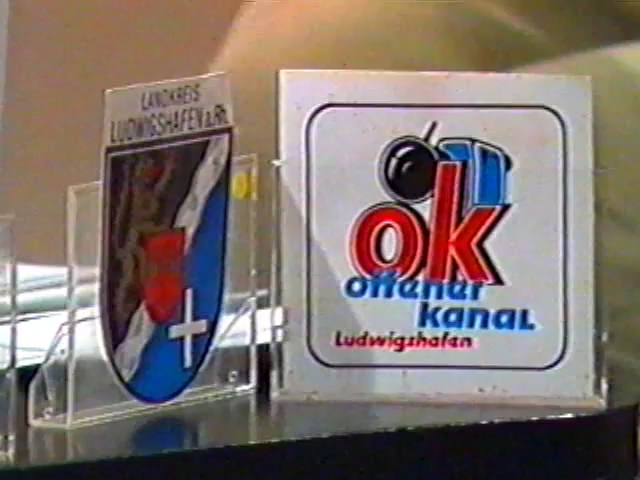 LANDKREIS
LUDWIGSHAFEN a.Rh.
ok
offener
kanal
Ludwigshafen